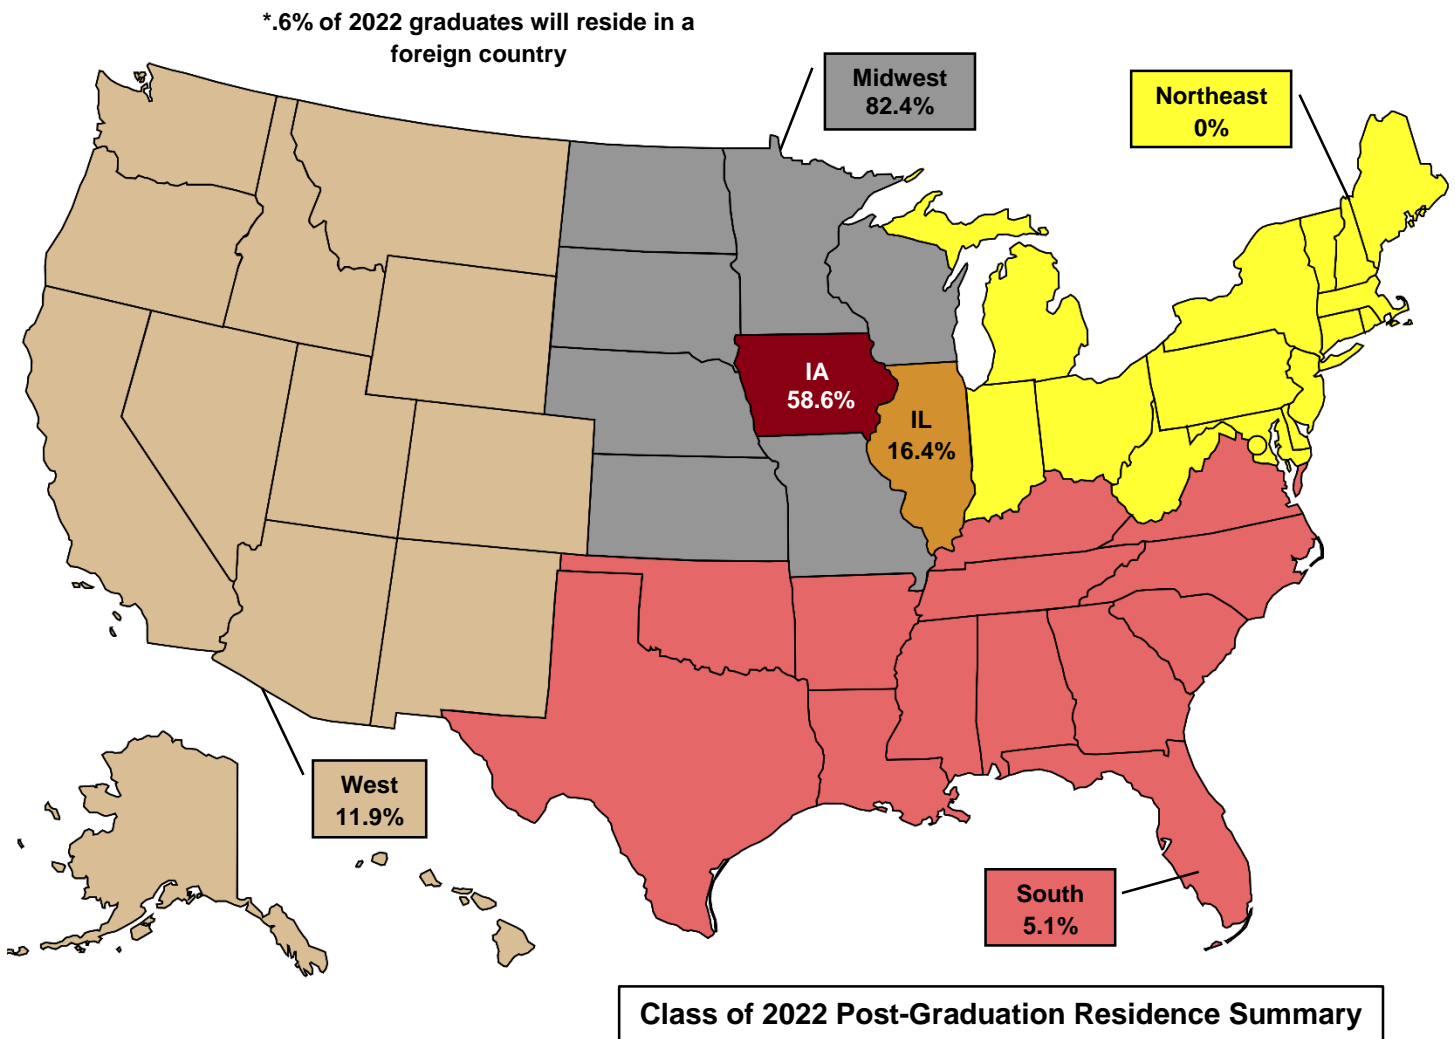 *.6% of 2022 graduates will reside in a
foreign country
Midwest
82.4%
Northeast
0%
IA
58.6%
IL
16.4%
West
11.9%
South
5.1%
Class of 2022 Post-Graduation Residence Summary